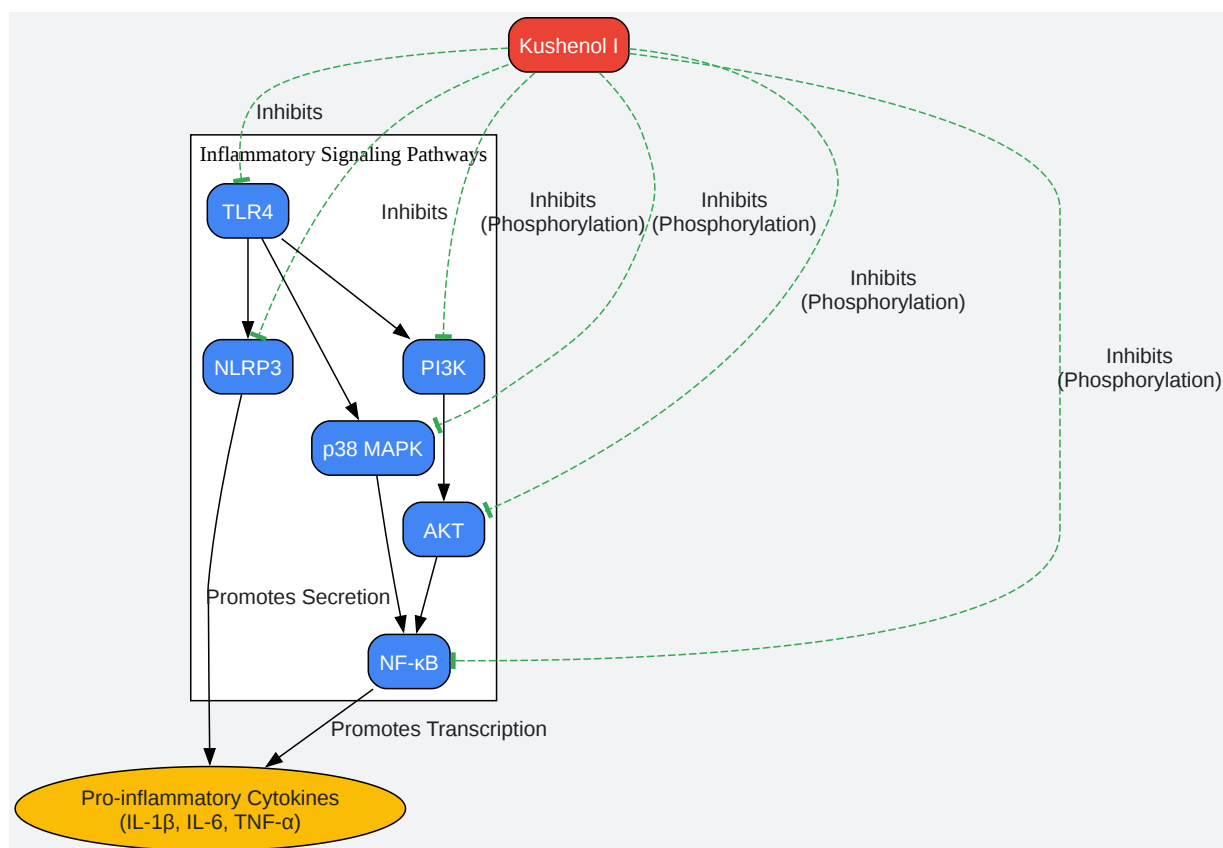 Kushenol I
Inhibits
Inflammatory Signaling Pathways
TLR4
Inhibits
Inhibits
(Phosphorylation)
Inhibits
(Phosphorylation)
Inhibits
(Phosphorylation)
Inhibits
(Phosphorylation)
NLRP3
PI3K
p38 MAPK
AKT
Promotes Secretion
NF-κB
Promotes Transcription
Pro-inflammatory Cytokines
(IL-1β, IL-6, TNF-α)